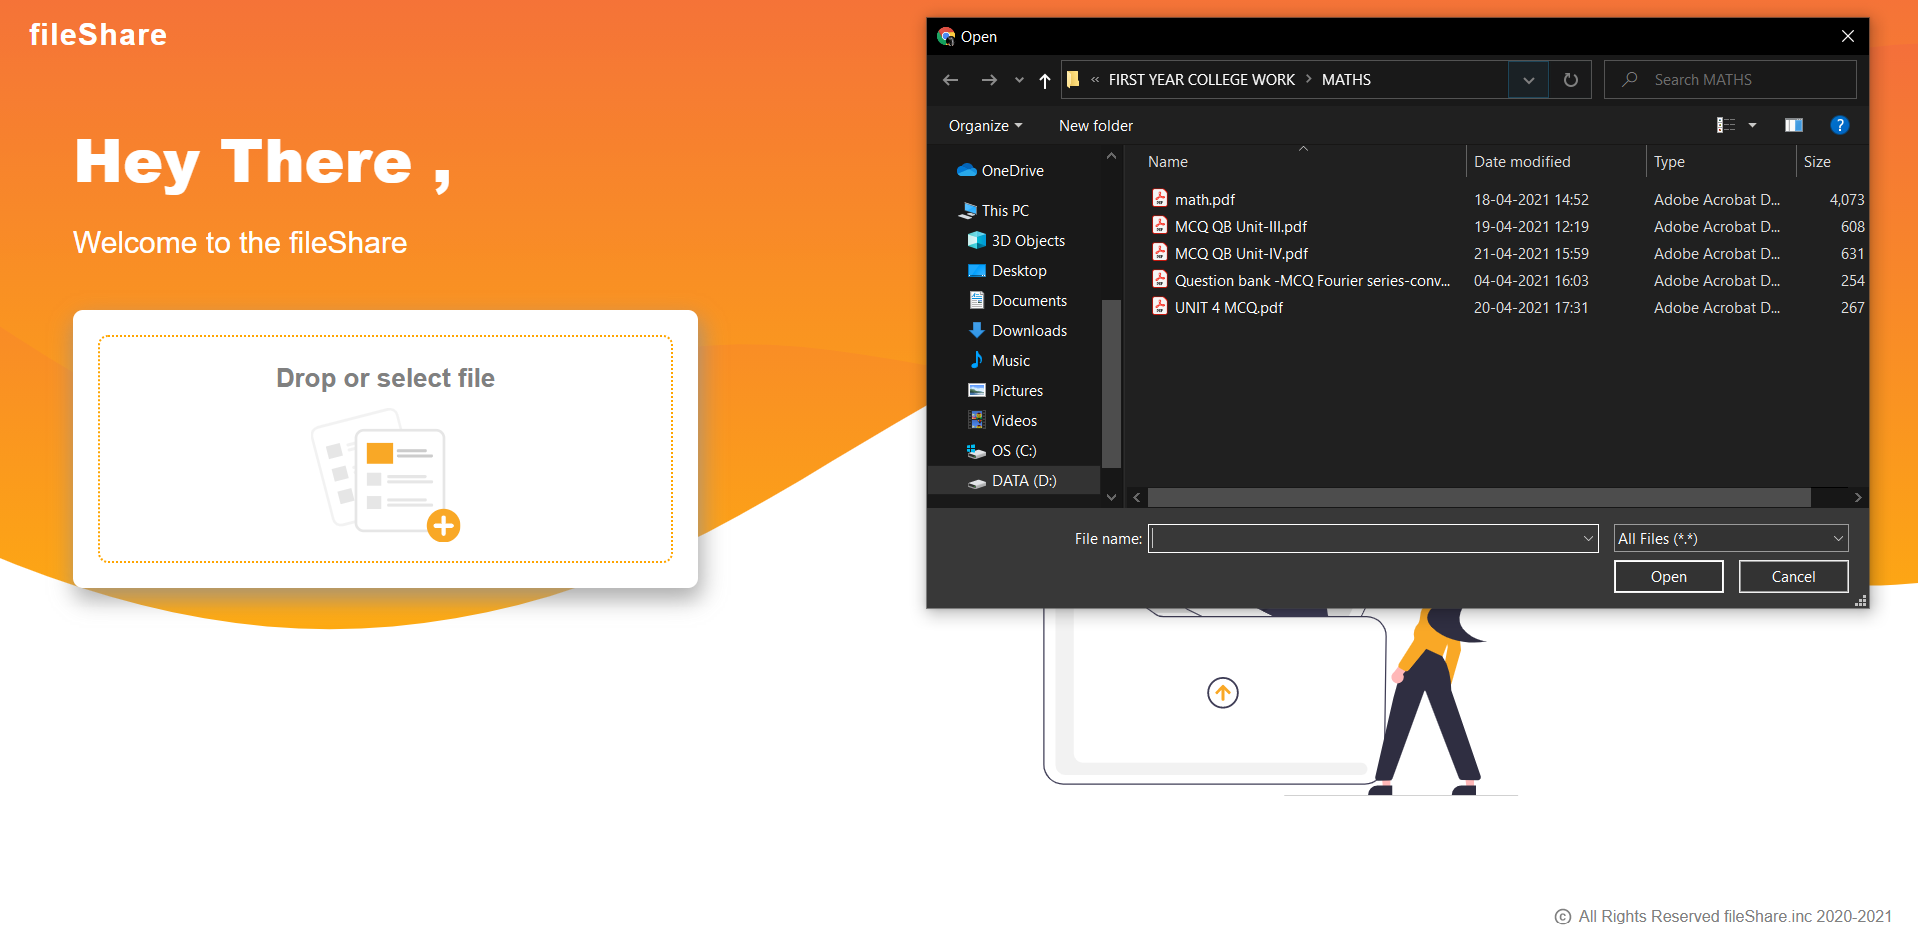 fileShare
Hey There ,
Welcome to the fileShare
Drop or select file
Open
« FIRST YEAR COLLEGE WORK > MATHS
Search MATHS
Organize
New folder
?
OneDrive
This PC
3D Objects
Desktop
Documents
Downloads
Music
Pictures
Videos
OS (C:)
DATA (D:)
Name Date modified Type Size
math.pdf 18-04-2021 14:52 Adobe Acrobat D... 4,073
MCQ QB Unit-III.pdf 19-04-2021 12:19 Adobe Acrobat D... 608
MCQ QB Unit-IV.pdf 21-04-2021 15:59 Adobe Acrobat D... 631
Question bank -MCQ Fourier series-conv... 04-04-2021 16:03 Adobe Acrobat D... 254
UNIT 4 MCQ.pdf 20-04-2021 17:31 Adobe Acrobat D... 267
File name:
All Files (*.*)
Open
Cancel
© All Rights Reserved fileShare.inc 2020-2021